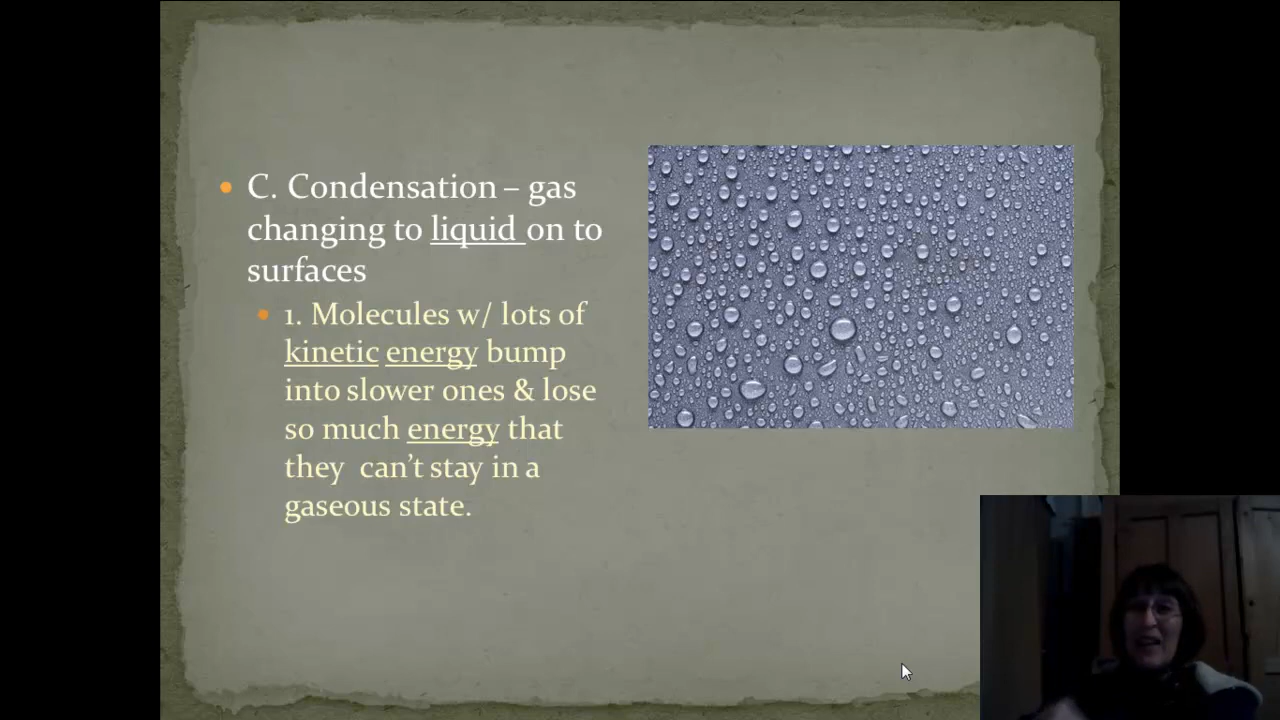 C. Condensation – gas
changing to liquid on to
surfaces
1. Molecules w/ lots of
kinetic energy bump
into slower ones & lose
so much energy that
they can't stay in a
gaseous state.